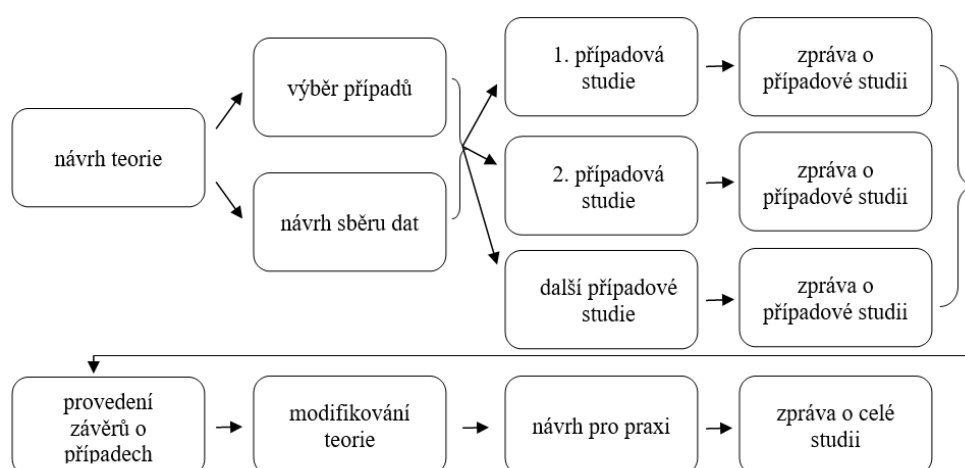 návrh teorie
výběr případů
návrh sběru dat
1. případová
studie
zpráva o
případové studii
2. případová
studie
zpráva o
případové studii
další případové
studie
zpráva o
případové studii
provedení
závěrů o
případech
modifikování
teorie
návrh pro praxi
zpráva o celé
studii